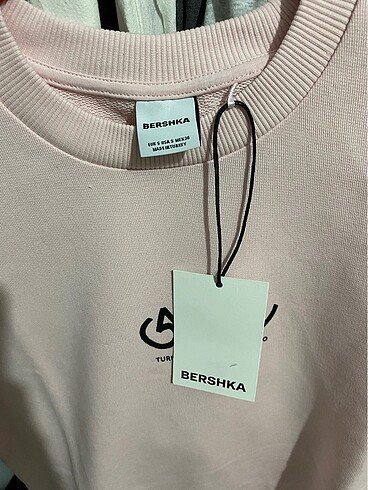 BERSHKA
EUR S USA S MEX 26
MADE IN TURKEY
BERSHKA